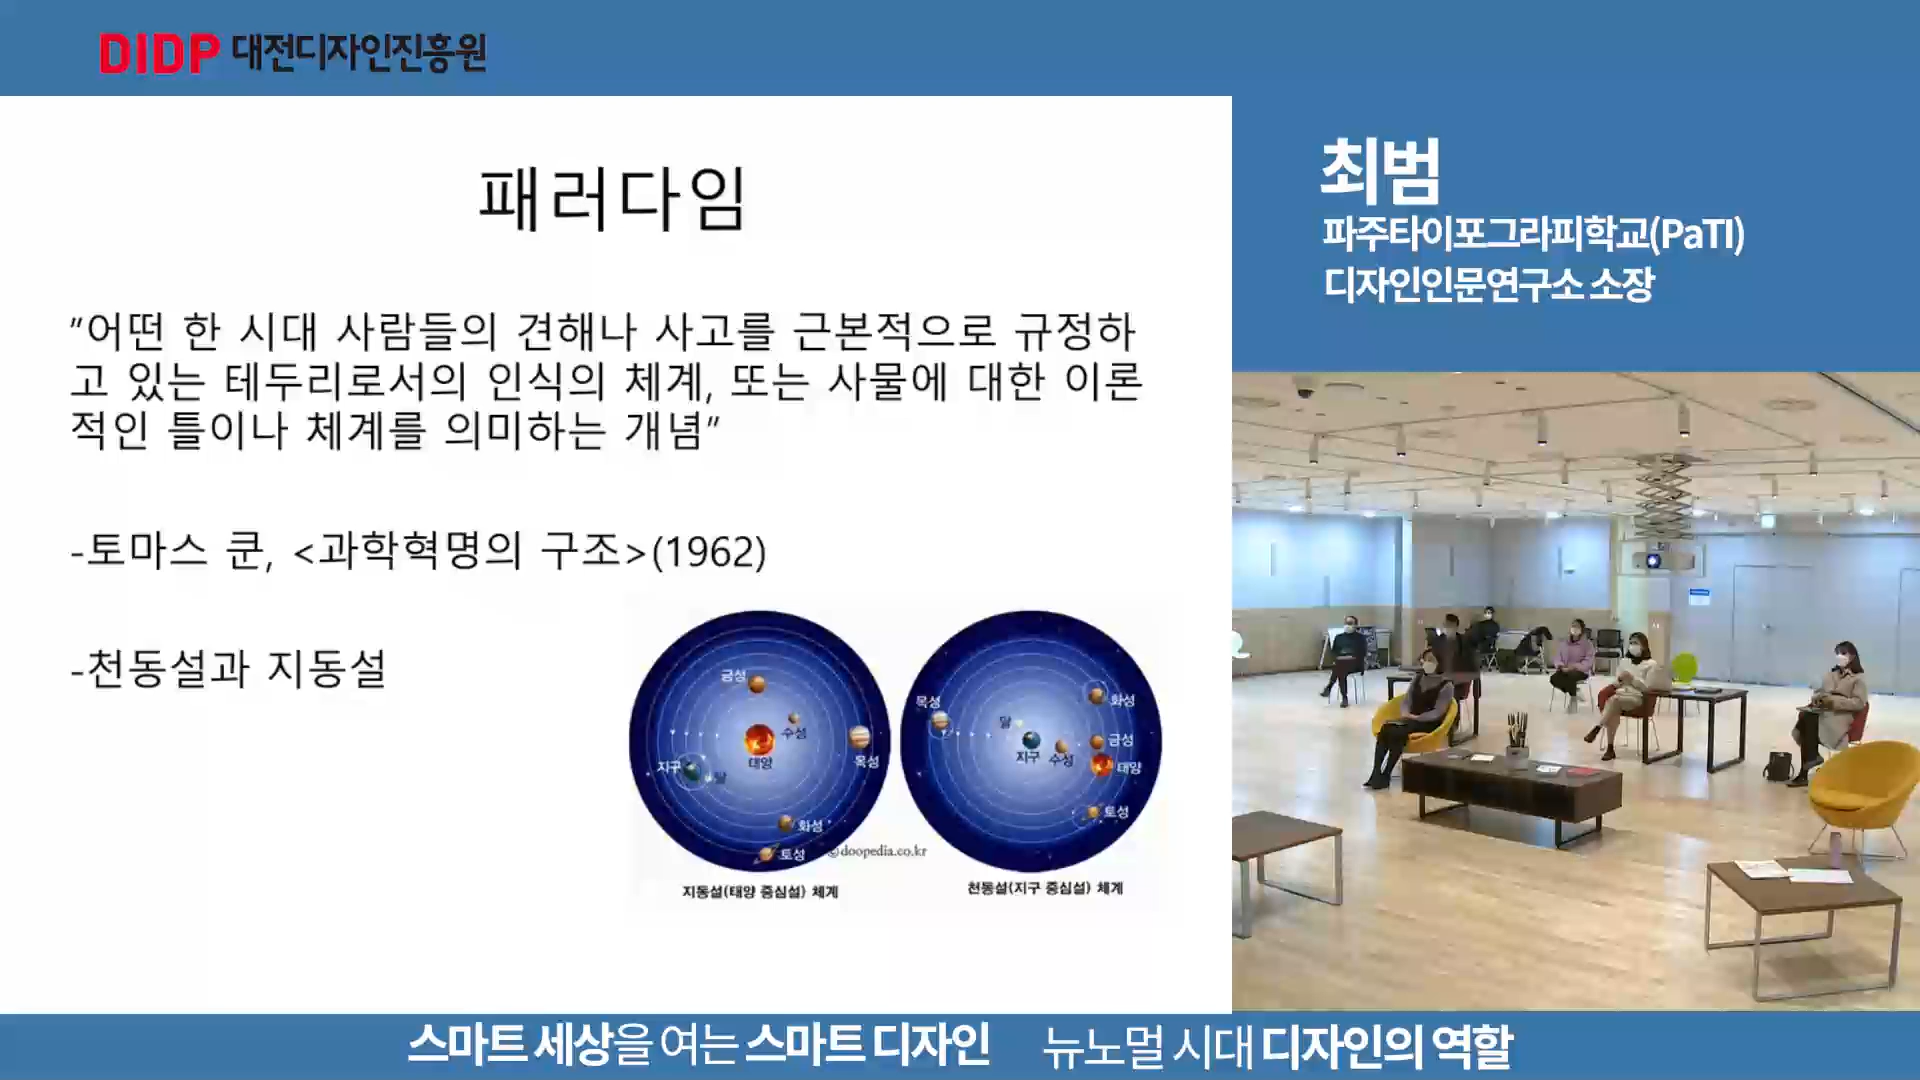 DIDP 대전디자인진흥원
패러다임
"어떤 한 시대 사람들의 견해나 사고를 근본적으로 규정하
고 있는 테두리로서의 인식의 체계, 또는 사물에 대한 이론
적인 틀이나 체계를 의미하는 개념"
-토마스 쿤, <과학혁명의 구조>(1962)
-천동설과 지동설
금성
수성
태양
목성
지구
달
화성
토성
지동설(태양 중심설) 체계
©doopedia.co.kr
목성
화성
달
지구
수성
금성
태양
토성
천동설(지구 중심설) 체계
최범
파주타이포그라피학교(PaTI)
디자인인문연구소 소장
스마트 세상을 여는 스마트 디자인 뉴노멀 시대 디자인의 역할